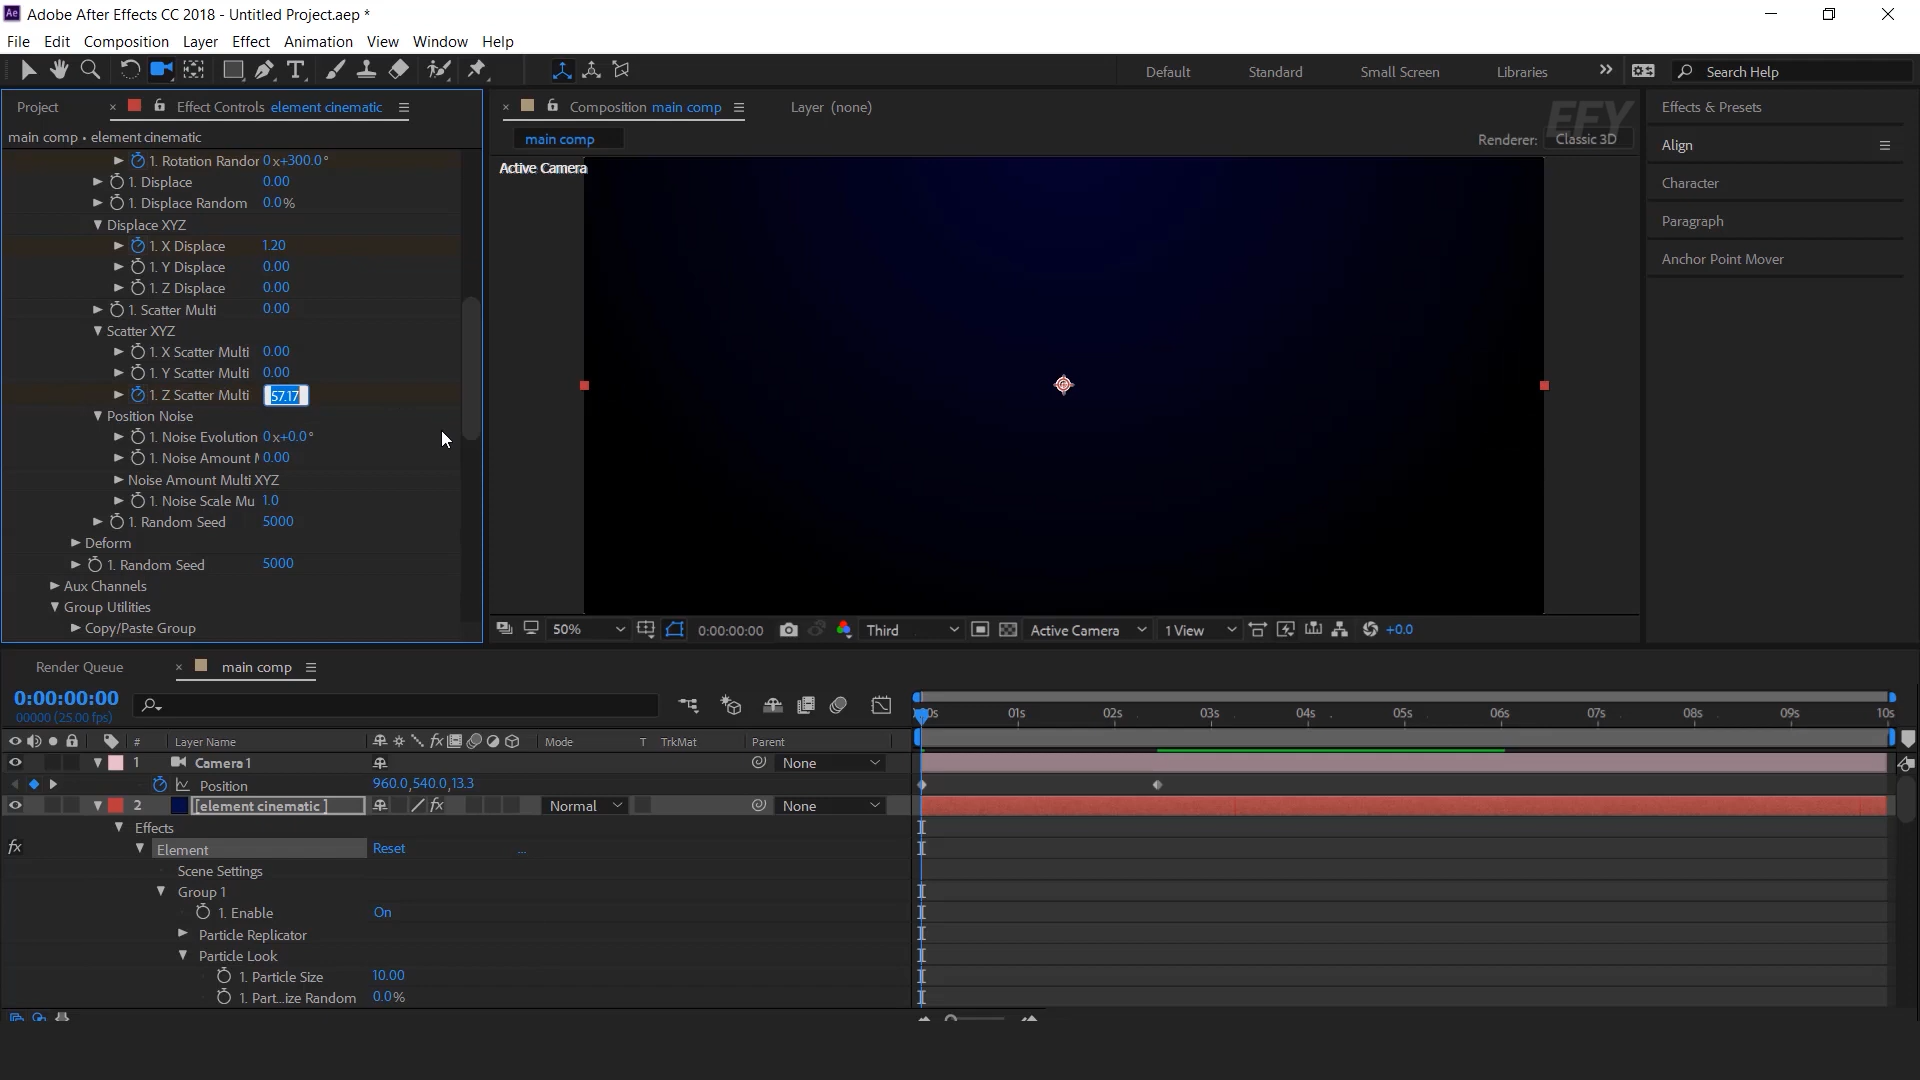 Ae Adobe After Effects CC 2018 - Untitled Project.aep *
File Edit Composition Layer Effect Animation View Window Help
Default Standard Small Screen Libraries Search Help
Project Effect Controls element cinematic
Composition main comp Layer (none)
Effects & Presets
main comp • element cinematic
main comp
Renderer: Classic 3D
EFY
Align
Character
Paragraph
Anchor Point Mover
Active Camera
1. Rotation Randor 0x+300.0°
1. Displace 0.00
1. Displace Random 0.0%
Displace XYZ
1. X Displace 1.20
1. Y Displace 0.00
1. Z Displace 0.00
1. Scatter Multi 0.00
Scatter XYZ
1. X Scatter Multi 0.00
1. Y Scatter Multi 0.00
1. Z Scatter Multi 57.17
Position Noise
1. Noise Evolution 0x+0.0°
1. Noise Amount 0.00
Noise Amount Multi XYZ
1. Noise Scale Mu 1.0
1. Random Seed 5000
Deform
1. Random Seed 5000
Aux Channels
Group Utilities
Copy/Paste Group
50% 0:00:00:00 Third Active Camera 1 View +0.0
Render Queue main comp
0:00:00:00
00000 (25.00 fps)
01s 02s 03s 04s 05s 06s 07s 08s 09s 10s
# Layer Name Mode T TrkMat Parent
1 Camera 1 None
Position 960.0,540.0,13.3
2 [element cinematic ] Normal None
Effects
fx Element Reset ...
Scene Settings
Group 1
1. Enable On
Particle Replicator
Particle Look
1. Particle Size 10.00
1. Part...ize Random 0.0%